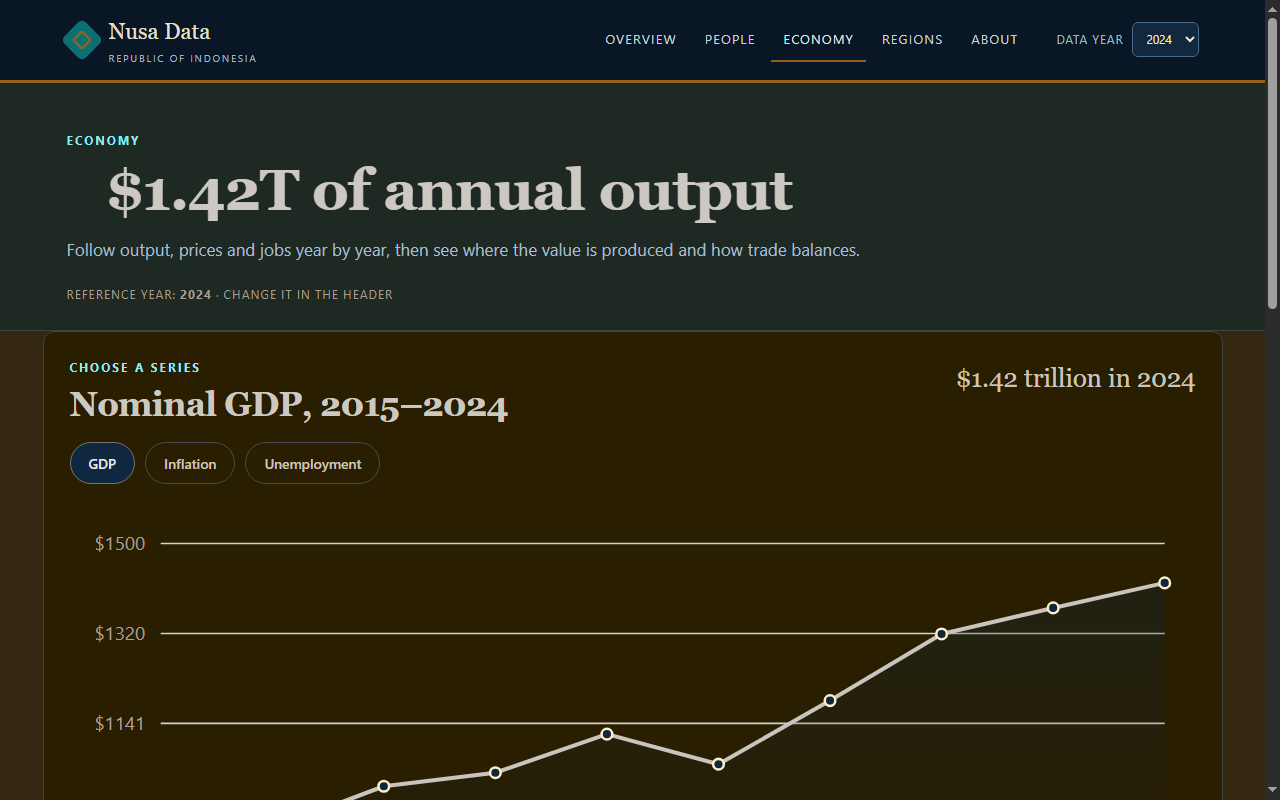 Nusa Data
REPUBLIC OF INDONESIA
OVERVIEW PEOPLE ECONOMY REGIONS ABOUT DATA YEAR 2024
ECONOMY
$1.42T of annual output
Follow output, prices and jobs year by year, then see where the value is produced and how trade balances.
REFERENCE YEAR: 2024 · CHANGE IT IN THE HEADER
CHOOSE A SERIES
Nominal GDP, 2015–2024
$1.42 trillion in 2024
GDP Inflation Unemployment
$1500
$1320
$1141